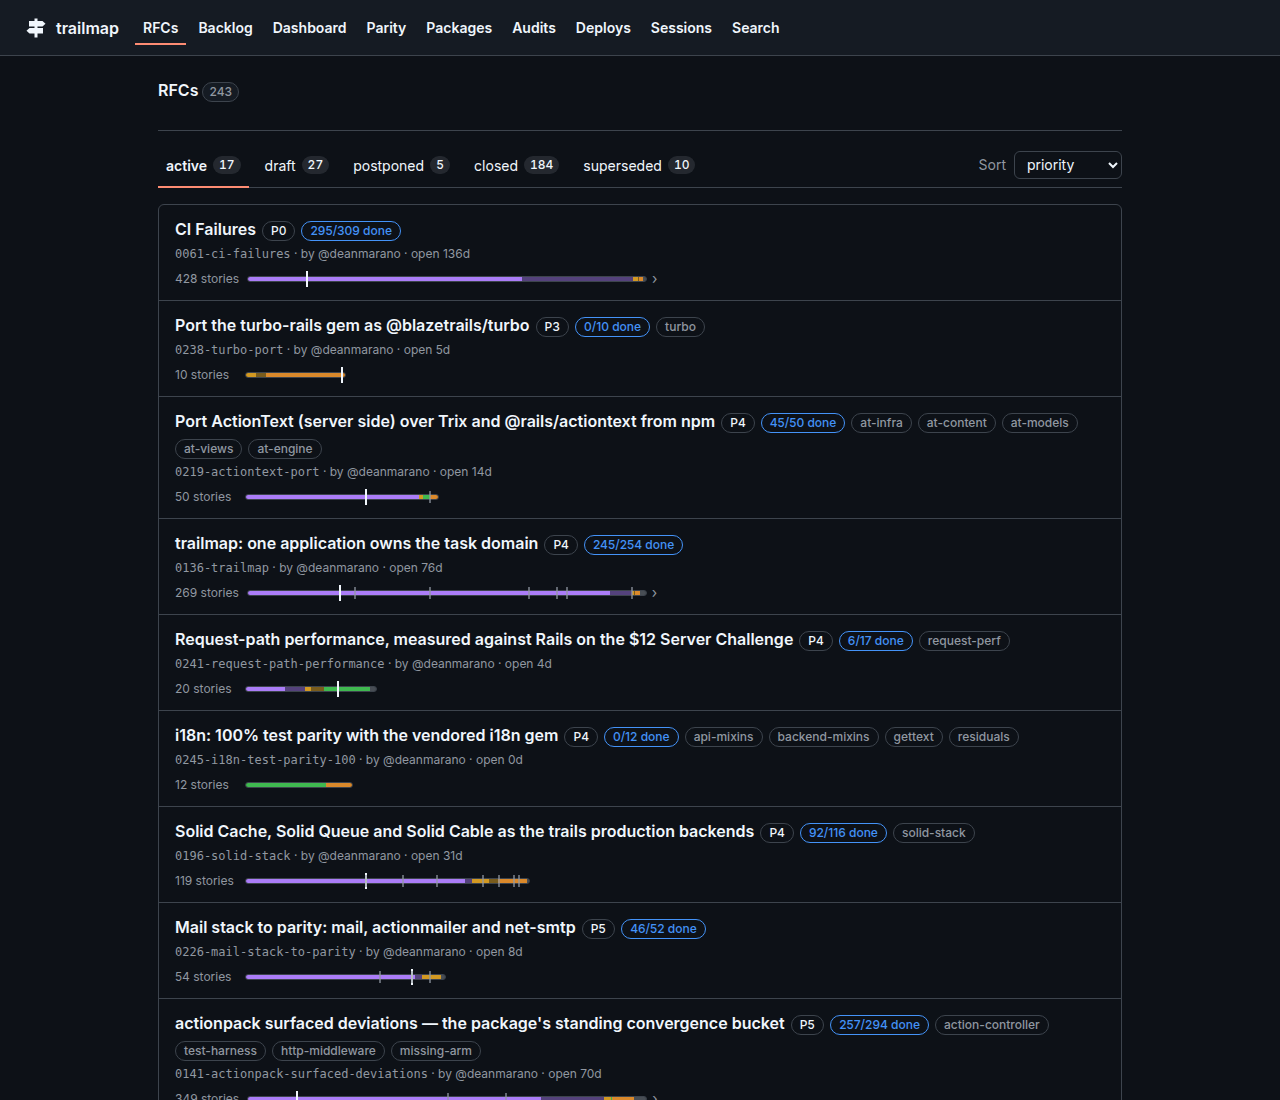 trailmap RFCs Backlog Dashboard Parity Packages Audits Deploys Sessions Search
RFCs 243
active 17 draft 27 postponed 5 closed 184 superseded 10 Sort priority
CI Failures P0 295/309 done
0061-ci-failures · by @deanmarano · open 136d
428 stories ›
Port the turbo-rails gem as @blazetrails/turbo P3 0/10 done turbo
0238-turbo-port · by @deanmarano · open 5d
10 stories
Port ActionText (server side) over Trix and @rails/actiontext from npm P4 45/50 done at-infra at-content at-models
at-views at-engine
0219-actiontext-port · by @deanmarano · open 14d
50 stories
trailmap: one application owns the task domain P4 245/254 done
0136-trailmap · by @deanmarano · open 76d
269 stories ›
Request-path performance, measured against Rails on the $12 Server Challenge P4 6/17 done request-perf
0241-request-path-performance · by @deanmarano · open 4d
20 stories
i18n: 100% test parity with the vendored i18n gem P4 0/12 done api-mixins backend-mixins gettext residuals
0245-i18n-test-parity-100 · by @deanmarano · open 0d
12 stories
Solid Cache, Solid Queue and Solid Cable as the trails production backends P4 92/116 done solid-stack
0196-solid-stack · by @deanmarano · open 31d
119 stories
Mail stack to parity: mail, actionmailer and net-smtp P5 46/52 done
0226-mail-stack-to-parity · by @deanmarano · open 8d
54 stories
actionpack surfaced deviations — the package's standing convergence bucket P5 257/294 done action-controller
test-harness http-middleware missing-arm
0141-actionpack-surfaced-deviations · by @deanmarano · open 70d
349 stories ›